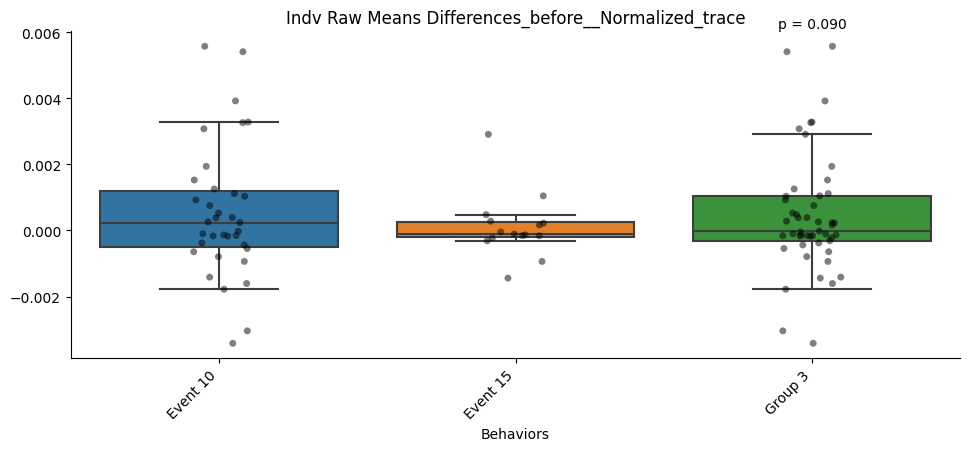 Indv Raw Means Differences_before__Normalized_trace
p = 0.090
0.006
0.004
0.002
0.000
−0.002
Event 10
Event 15
Group 3
Behaviors